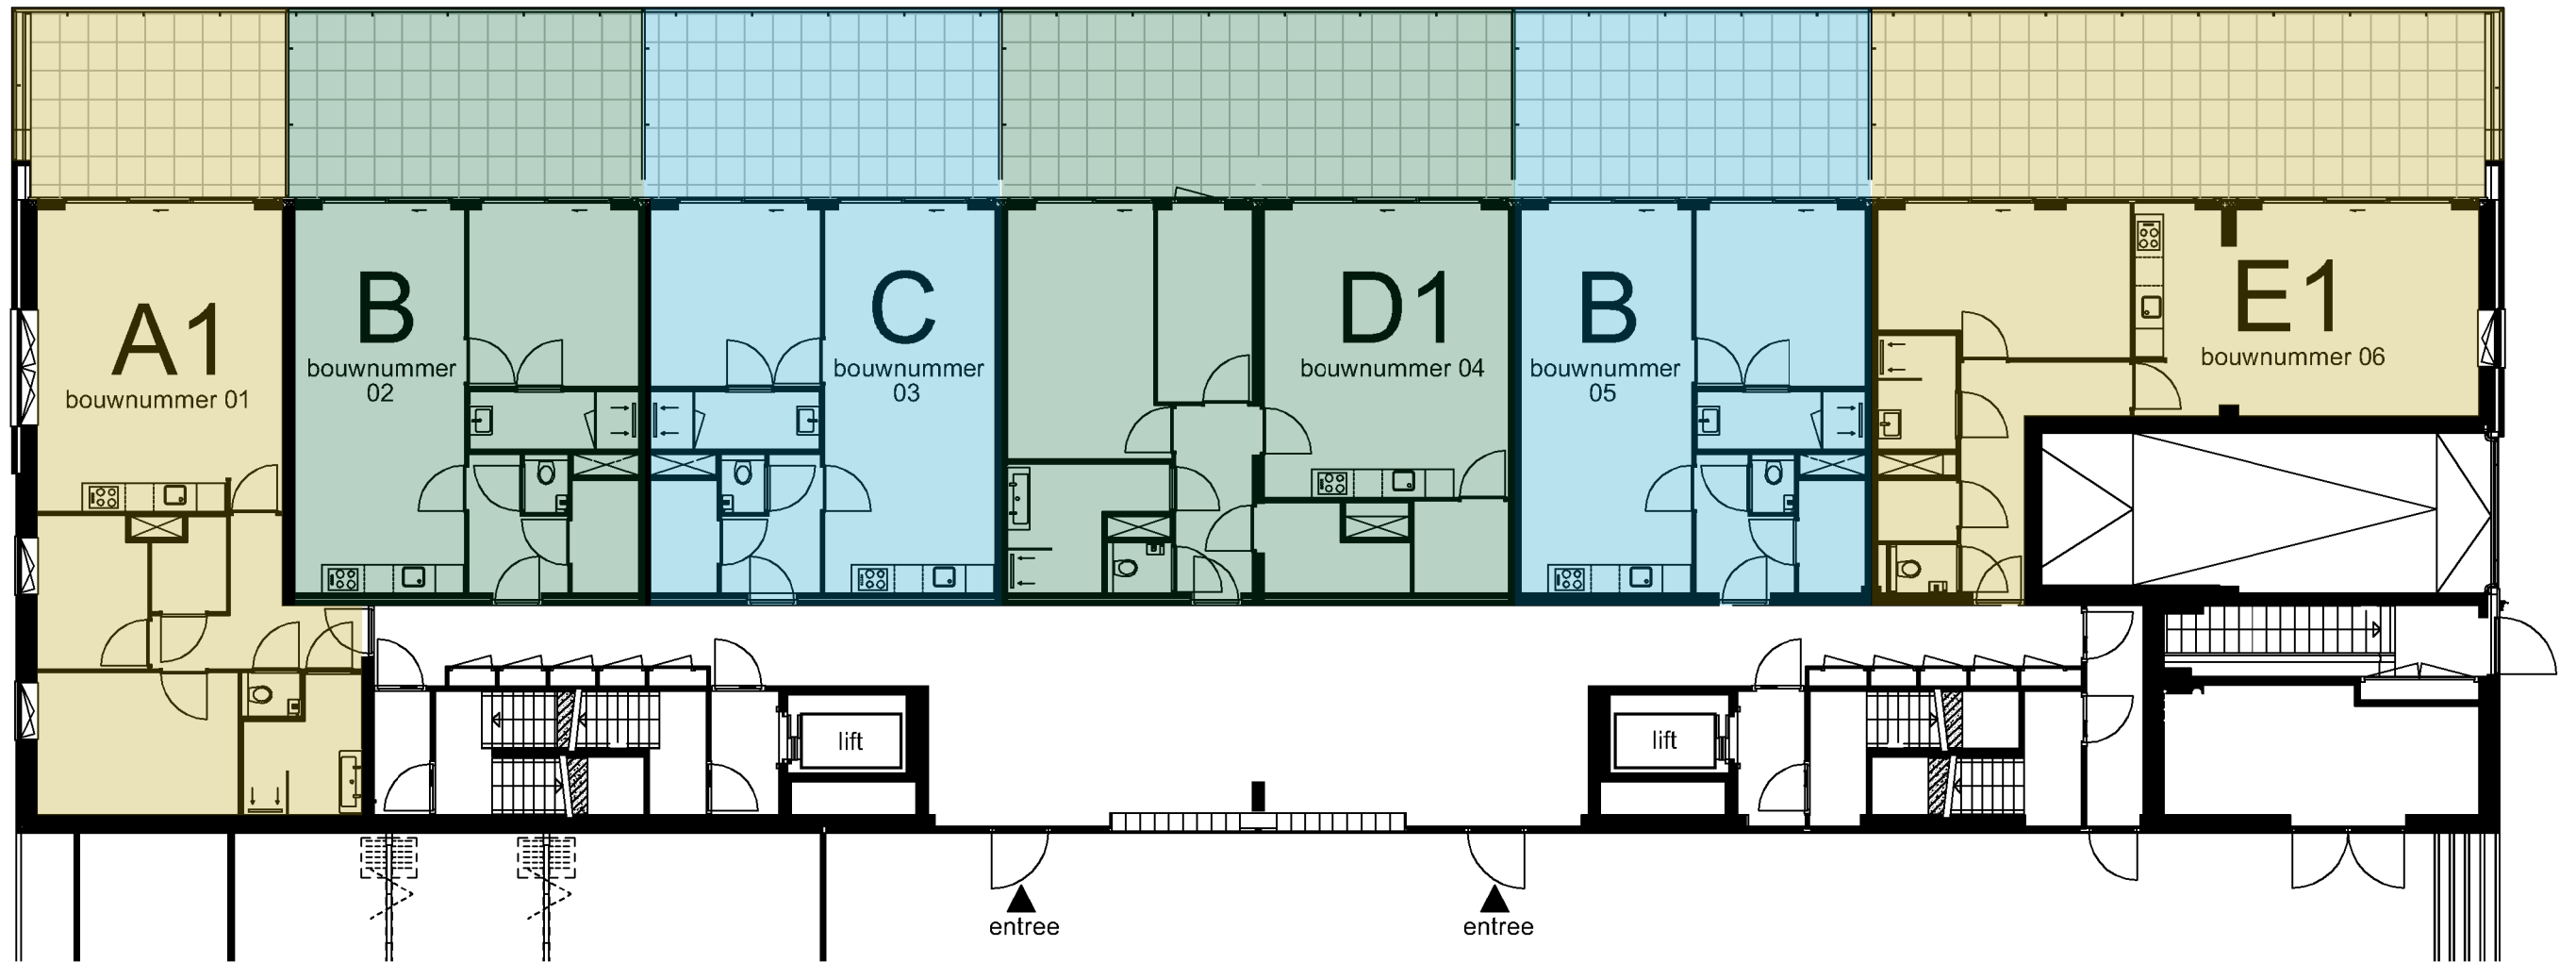 A1
bouwnummer 01
B
bouwnummer
02
C
bouwnummer
03
D1
bouwnummer 04
B
bouwnummer
05
E1
bouwnummer 06
lift
lift
entree
entree